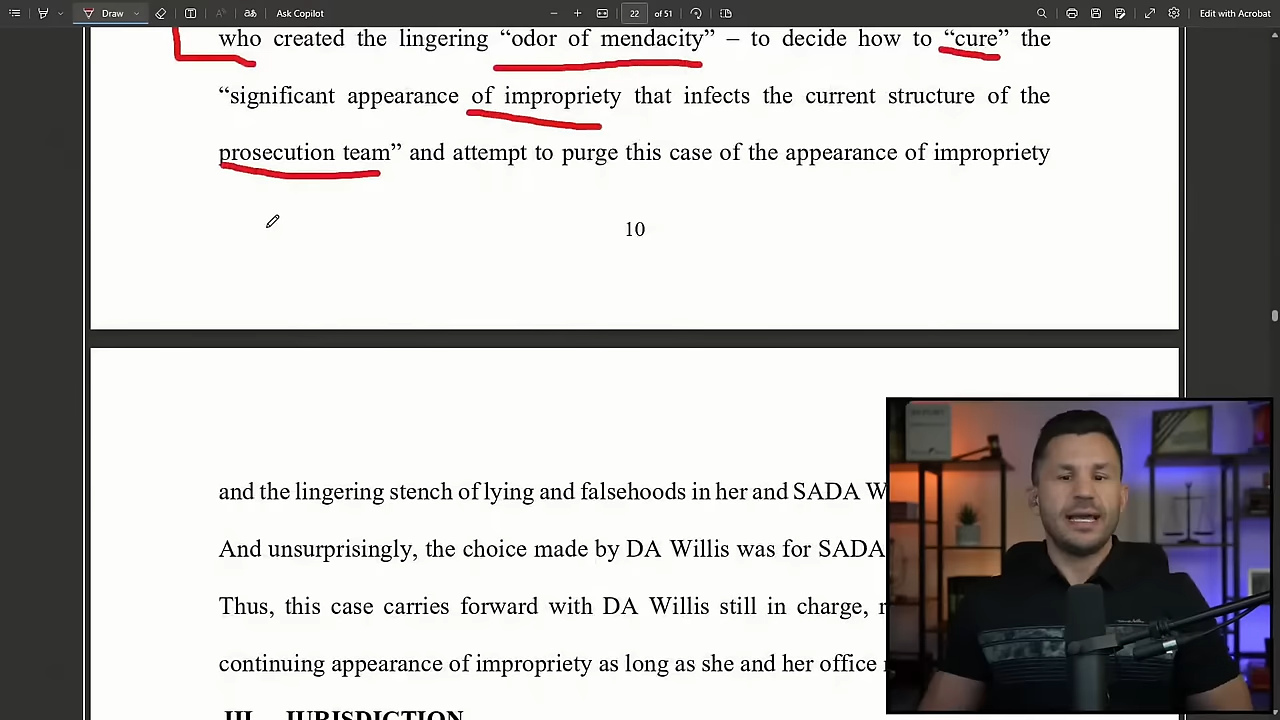 Draw
Ask Copilot
22 of 51
Edit with Acrobat
who created the lingering “odor of mendacity” – to decide how to “cure” the
“significant appearance of impropriety that infects the current structure of the
prosecution team” and attempt to purge this case of the appearance of impropriety
10
and the lingering stench of lying and falsehoods in her and SADA W
And unsurprisingly, the choice made by DA Willis was for SADA
Thus, this case carries forward with DA Willis still in charge, r
continuing appearance of impropriety as long as she and her office
III. JURISDICTION